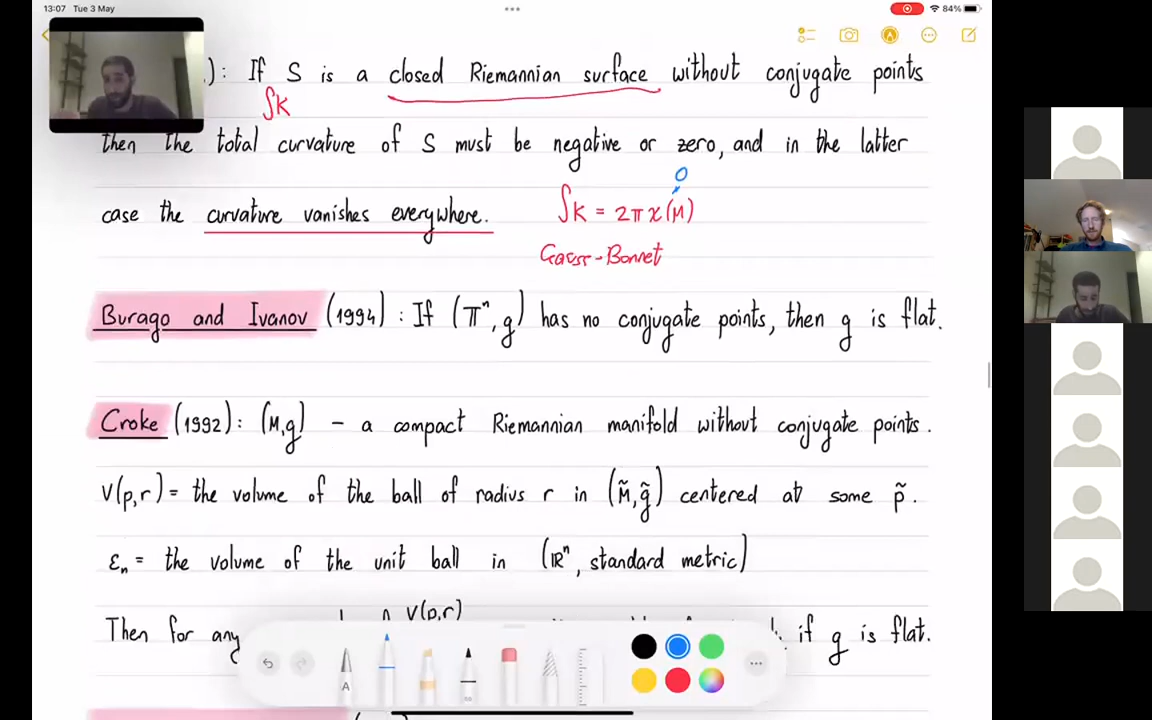 13:07 Tue 3 May
84%
): If S is a closed Riemannian surface without conjugate points
∫K
then the total curvature of S must be negative or zero, and in the latter
0
case the curvature vanishes everywhere. ∫K = 2πχ(M)
Gauss-Bonnet
Burago and Ivanov (1994): If (𝕋ⁿ, g) has no conjugate points, then g is flat.
Croke (1992): (M,g) - a compact Riemannian manifold without conjugate points.
V(p,r) = the volume of the ball of radius r in (M̃,g̃) centered at some p̃.
εₙ = the volume of the unit ball in (ℝⁿ, standard metric)
V(p,r)
Then for any if g is flat.
A